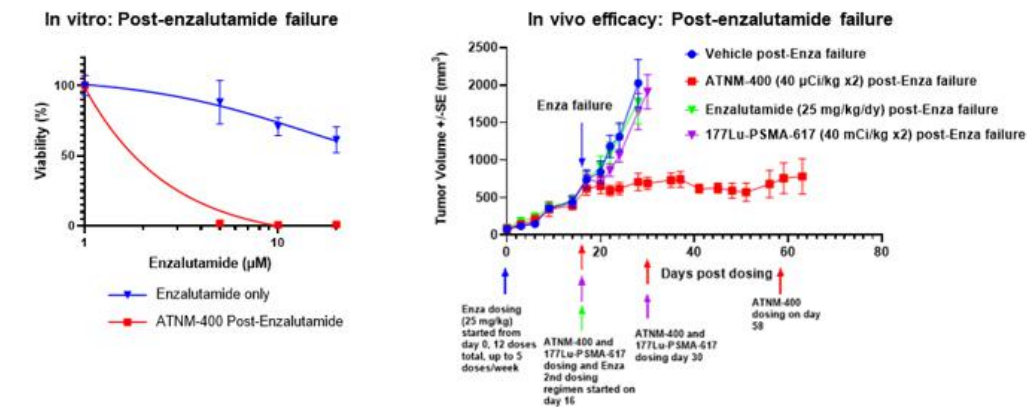 In vitro: Post-enzalutamide failure
Viability (%)
100
50
0
1
10
Enzalutamide (µM)
Enzalutamide only
ATNM-400 Post-Enzalutamide
In vivo efficacy: Post-enzalutamide failure
Tumor Volume +/-SE (mm³)
2500
2000
1500
1000
500
0
0
20
40
60
80
Days post dosing
Enza failure
Vehicle post-Enza failure
ATNM-400 (40 µCi/kg x2) post-Enza failure
Enzalutamide (25 mg/kg/dy) post-Enza failure
177Lu-PSMA-617 (40 mCi/kg x2) post-Enza failure
Enza dosing
(25 mg/kg)
started from
day 0, 12 doses
total, up to 5
doses/week
ATNM-400 and
177Lu-PSMA-617
dosing and Enza
2nd dosing
regimen started on
day 16
ATNM-400 and
177Lu-PSMA-617
dosing day 30
ATNM-400
dosing on day
58